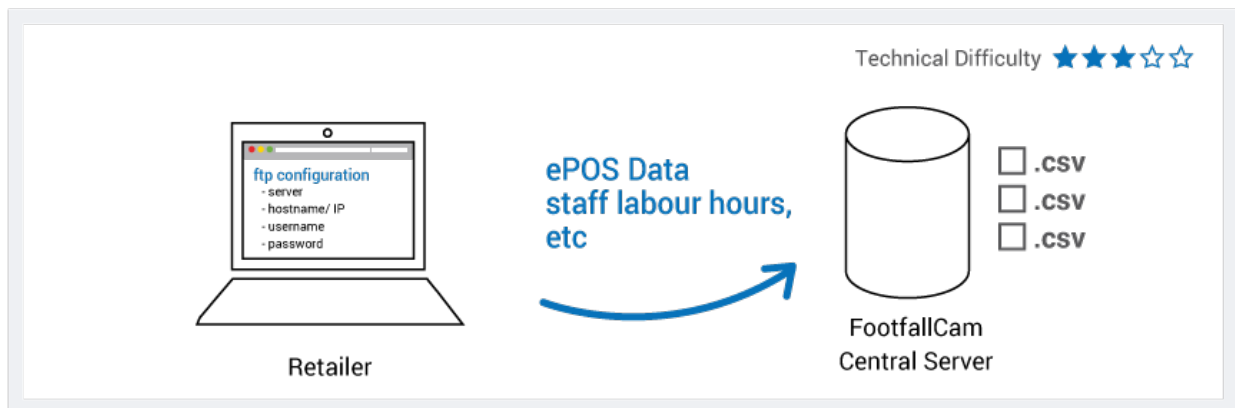 Technical Difficulty
ftp configuration
- server
- hostname/ IP
- username
- password
ePOS Data
staff labour hours,
etc
.csv
.csv
.csv
Retailer
FootfallCam
Central Server